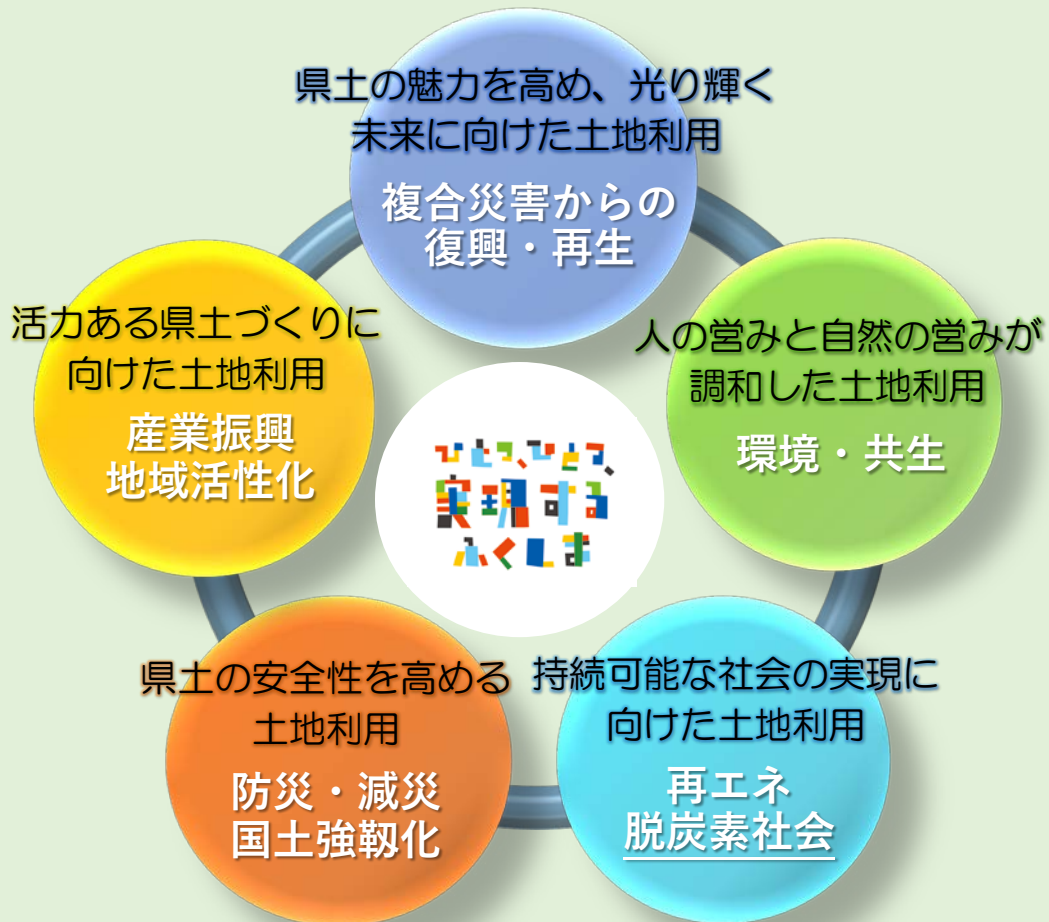 県土の魅力を高め、光り輝く
未来に向けた土地利用
複合災害からの
復興・再生
活力ある県土づくりに
向けた土地利用
産業振興
地域活性化
人の営みと自然の営みが
調和した土地利用
環境・共生
ひとつ、ひとつ、
実現する
ふくしま
県土の安全性を高める
土地利用
防災・減災
国土強靱化
持続可能な社会の実現に
向けた土地利用
再エネ
脱炭素社会